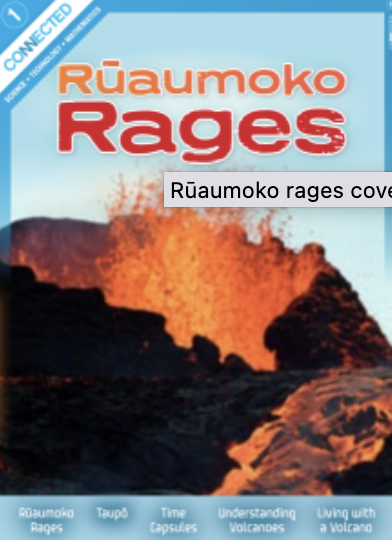 1
CONNECTED
SCIENCE • TECHNOLOGY • MATHEMATICS
Rūaumoko
Rages
Rūaumoko rages cove
Rūaumoko Rages
Taupō
Time Capsules
Understanding Volcanoes
Living with a Volcano